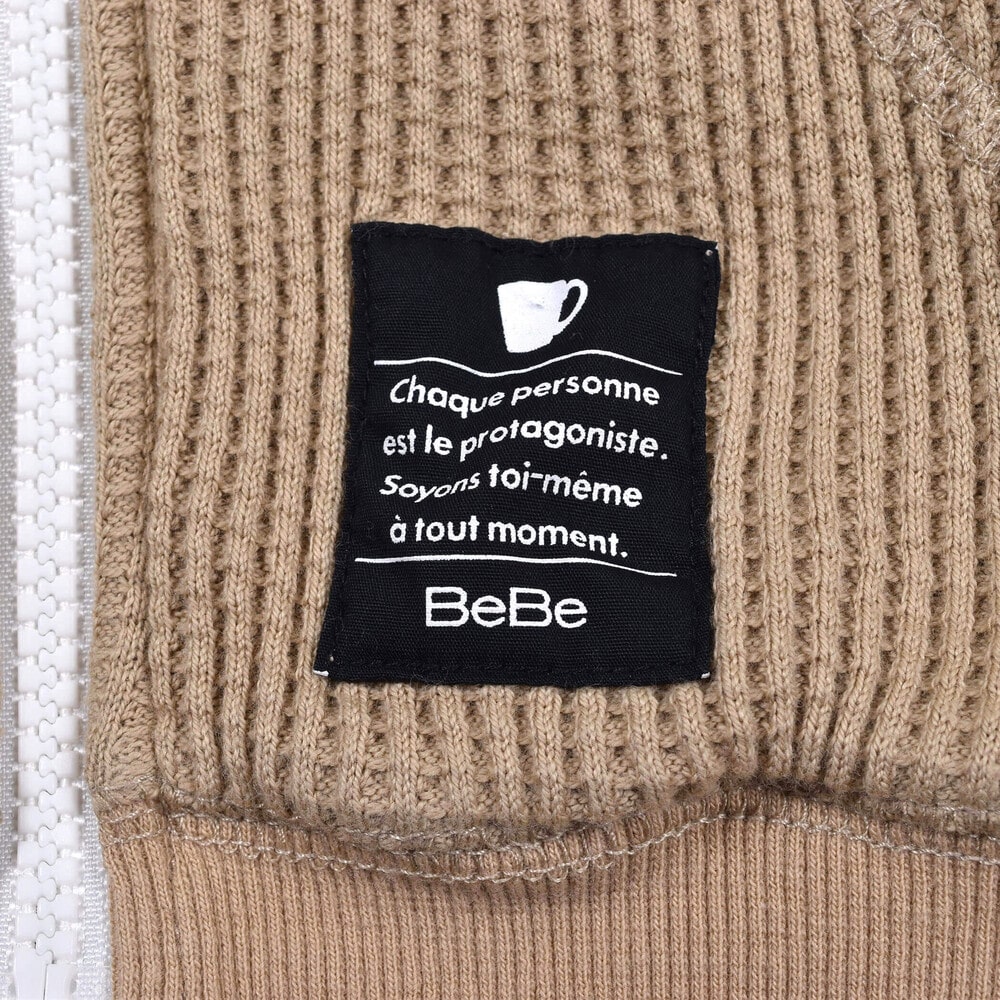 Chaque personne
est le protagoniste.
Soyons toi-même
à tout moment.
BeBe